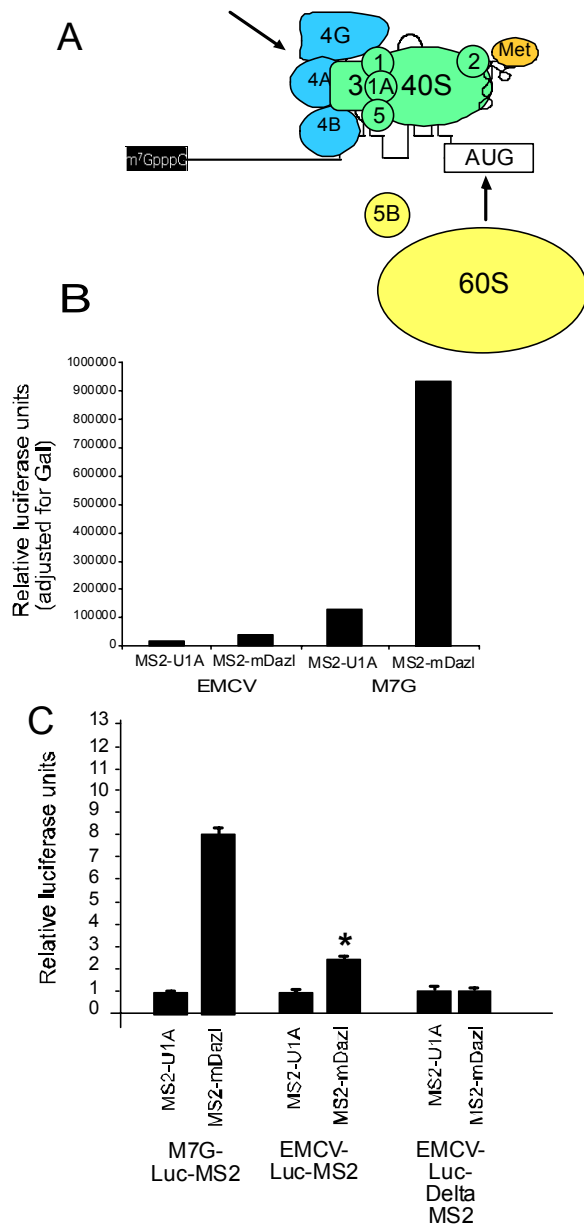 A
4G
4A
4B
3
1
1A
5
40S
2
Met
m7GpppG
AUG
5B
60S
B
Relative luciferase units
(adjusted for Gal)
1000000
900000
800000
700000
600000
500000
400000
300000
200000
100000
0
MS2-U1A MS2-mDazl MS2-U1A MS2-mDazl
EMCV M7G
C
Relative luciferase units
13
12
11
10
9
8
7
6
5
4
3
2
1
0
*
MS2-U1A
MS2-mDazl
MS2-U1A
MS2-mDazl
MS2-U1A
MS2-mDazl
M7G-
Luc-MS2
EMCV-
Luc-MS2
EMCV-
Luc-
Delta
MS2